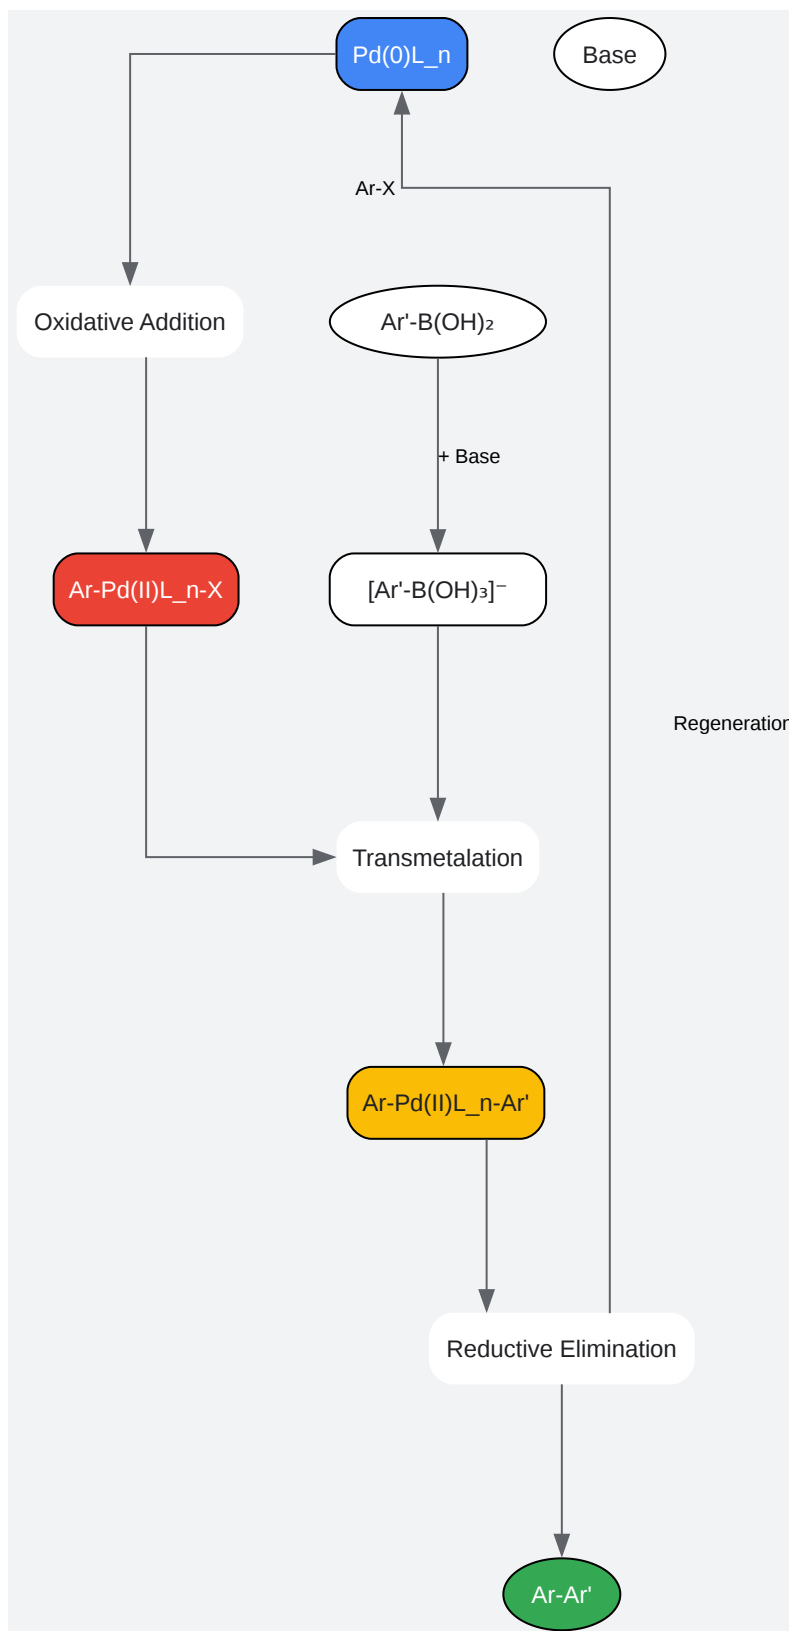 Pd(0)L_n
Base
Ar-X
Oxidative Addition
Ar'-B(OH)₂
+ Base
Ar-Pd(II)L_n-X
[Ar'-B(OH)₃]⁻
Regeneration
Transmetalation
Ar-Pd(II)L_n-Ar'
Reductive Elimination
Ar-Ar'